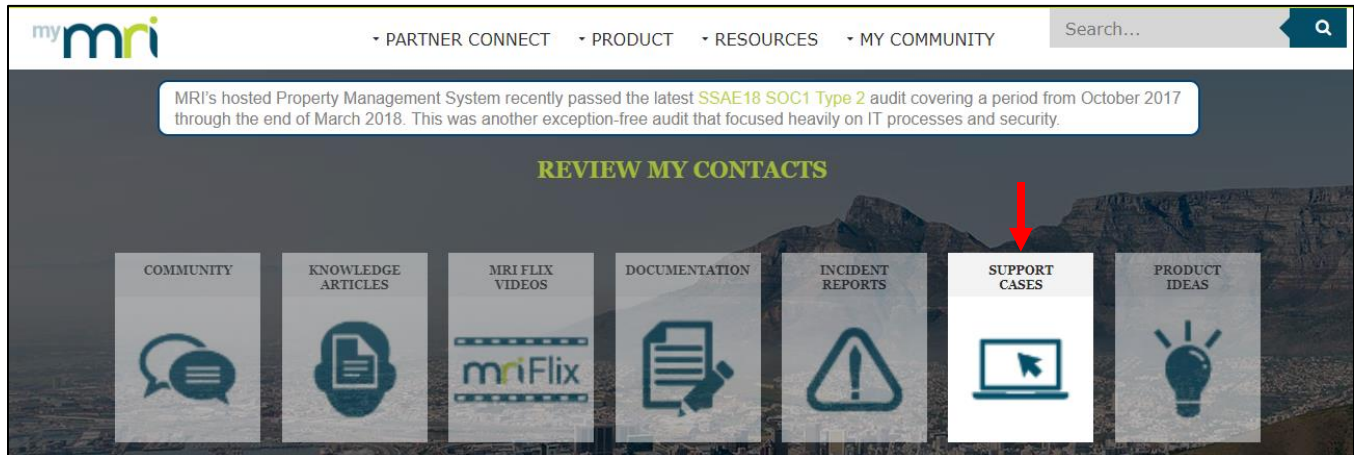 mymri
PARTNER CONNECT PRODUCT RESOURCES MY COMMUNITY Search...
MRI's hosted Property Management System recently passed the latest SSAE18 SOC1 Type 2 audit covering a period from October 2017
through the end of March 2018. This was another exception-free audit that focused heavily on IT processes and security.
REVIEW MY CONTACTS
COMMUNITY
KNOWLEDGE
ARTICLES
MRI FLIX
VIDEOS
DOCUMENTATION
INCIDENT
REPORTS
SUPPORT
CASES
PRODUCT
IDEAS
mriFlix